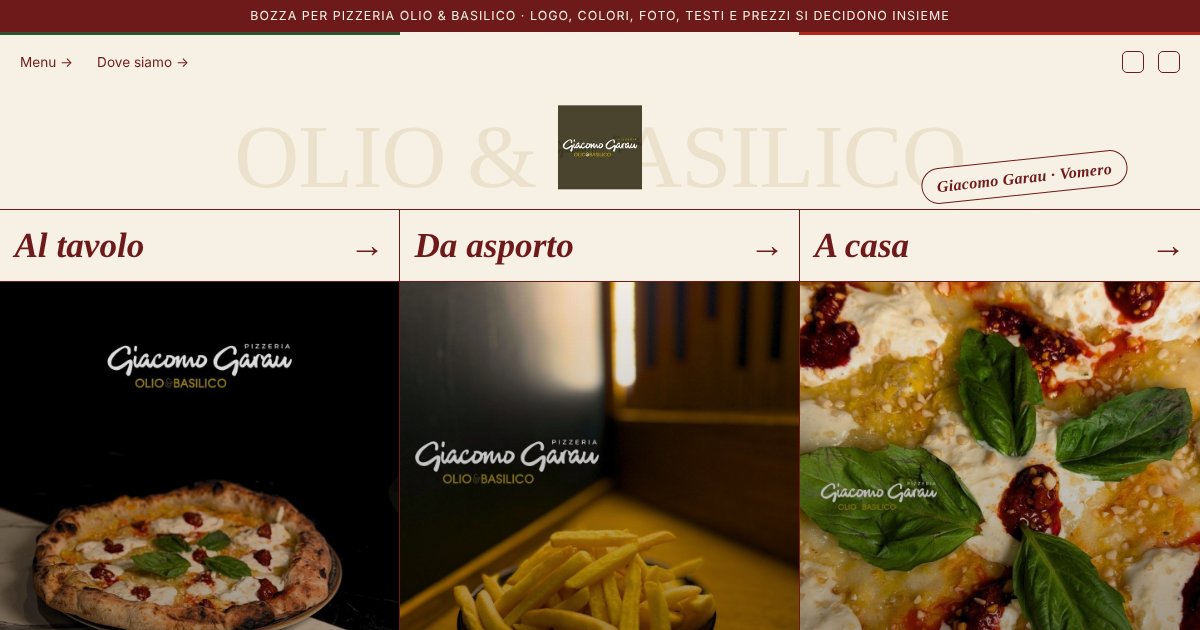 BOZZA PER PIZZERIA OLIO & BASILICO · LOGO, COLORI, FOTO, TESTI E PREZZI SI DECIDONO INSIEME
Menu → Dove siamo →
OLIO & BASILICO
PIZZERIA
Giacomo Garau
OLIO&BASILICO
Giacomo Garau · Vomero
Al tavolo →
Da asporto →
A casa →
PIZZERIA
Giacomo Garau
OLIO&BASILICO
PIZZERIA
Giacomo Garau
OLIO&BASILICO
PIZZERIA
Giacomo Garau
OLIO&BASILICO